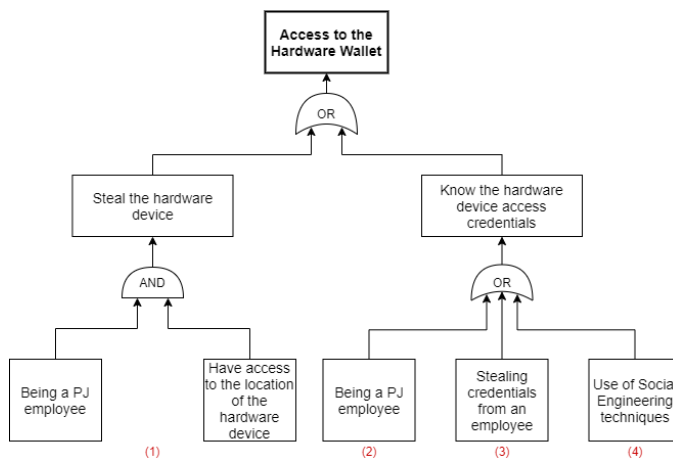 Access to the
Hardware Wallet
OR
Steal the hardware
device
Know the hardware
device access
credentials
AND
OR
Being a PJ
employee
Have access
to the location
of the
hardware
device
Being a PJ
employee
Stealing
credentials
from an
employee
Use of Social
Engineering
techniques
(1)
(2)
(3)
(4)